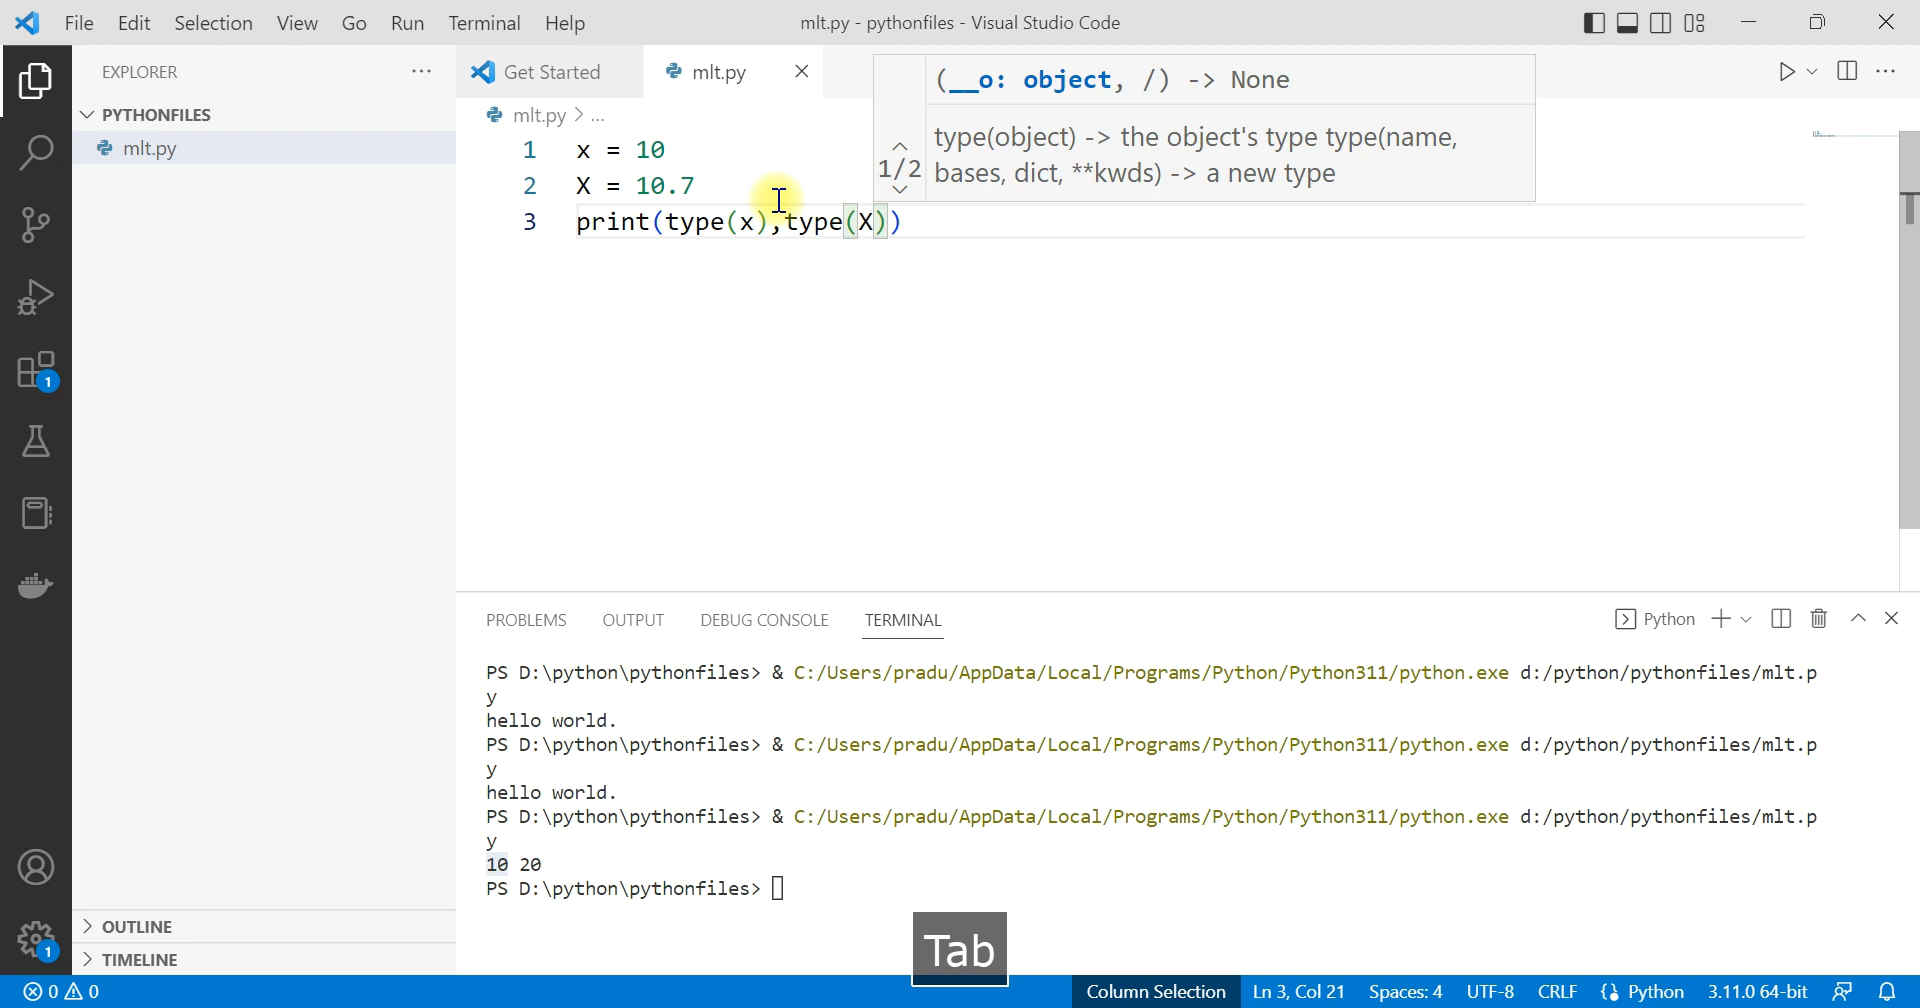 File Edit Selection View Go Run Terminal Help mlt.py - pythonfiles - Visual Studio Code
EXPLORER
PYTHONFILES
mlt.py
OUTLINE
TIMELINE
Get Started mlt.py
mlt.py > ...
(__o: object, /) -> None
type(object) -> the object's type type(name,
bases, dict, **kwds) -> a new type
1/2
1 x = 10
2 X = 10.7
3 print(type(x),type(X))
PROBLEMS OUTPUT DEBUG CONSOLE TERMINAL Python
PS D:\python\pythonfiles> & C:/Users/pradu/AppData/Local/Programs/Python/Python311/python.exe d:/python/pythonfiles/mlt.p
y
hello world.
PS D:\python\pythonfiles> & C:/Users/pradu/AppData/Local/Programs/Python/Python311/python.exe d:/python/pythonfiles/mlt.p
y
hello world.
PS D:\python\pythonfiles> & C:/Users/pradu/AppData/Local/Programs/Python/Python311/python.exe d:/python/pythonfiles/mlt.p
y
10 20
PS D:\python\pythonfiles>
Tab
1
1
0 0 Column Selection Ln 3, Col 21 Spaces: 4 UTF-8 CRLF Python 3.11.0 64-bit